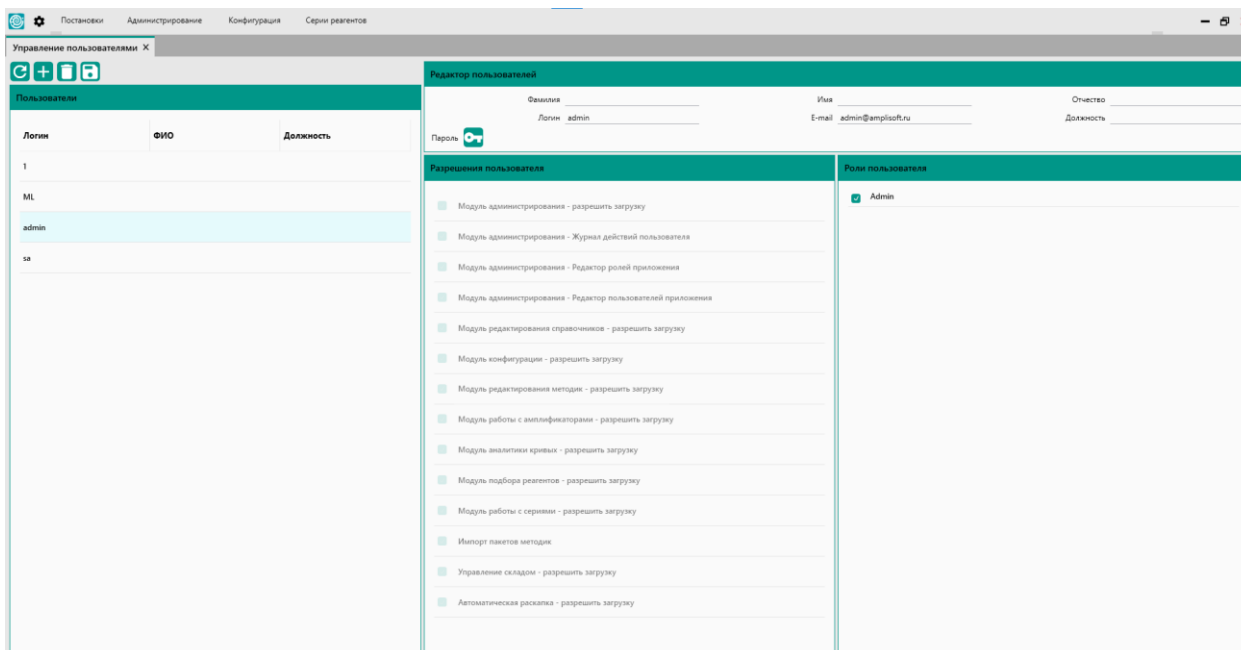 Постановки Администрирование Конфигурация Серии реагентов
Управление пользователями X
Пользователи
Логин ФИО Должность
1
ML
admin
sa
Редактор пользователей
Фамилия Имя Отчество
Логин admin E-mail admin@amplisoft.ru Должность
Пароль
Разрешения пользователя
Модуль администрирования - разрешить загрузку
Модуль администрирования - Журнал действий пользователя
Модуль администрирования - Редактор ролей приложения
Модуль администрирования - Редактор пользователей приложения
Модуль редактирования справочников - разрешить загрузку
Модуль конфигурации - разрешить загрузку
Модуль редактирования методик - разрешить загрузку
Модуль работы с амплификаторами - разрешить загрузку
Модуль аналитики кривых - разрешить загрузку
Модуль подбора реагентов - разрешить загрузку
Модуль работы с сериями - разрешить загрузку
Импорт пакетов методик
Управление складом - разрешить загрузку
Автоматическая раскапка - разрешить загрузку
Роли пользователя
Admin